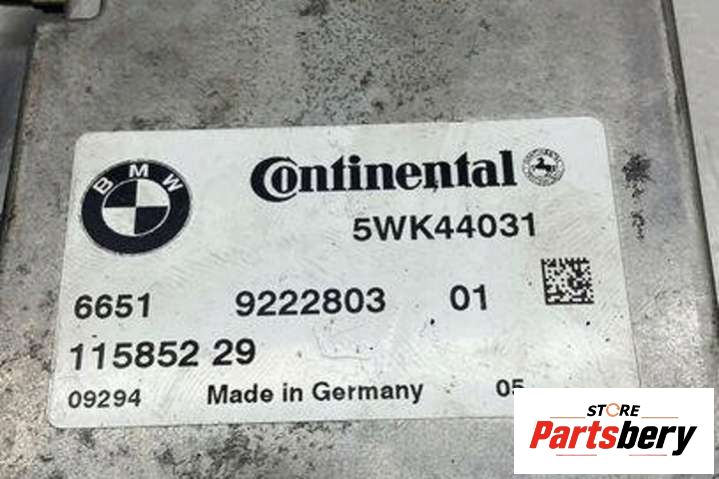 BMW
Continental
5WK44031
6651 9222803 01
115852 29
09294 Made in Germany 05
STORE
Partsbery